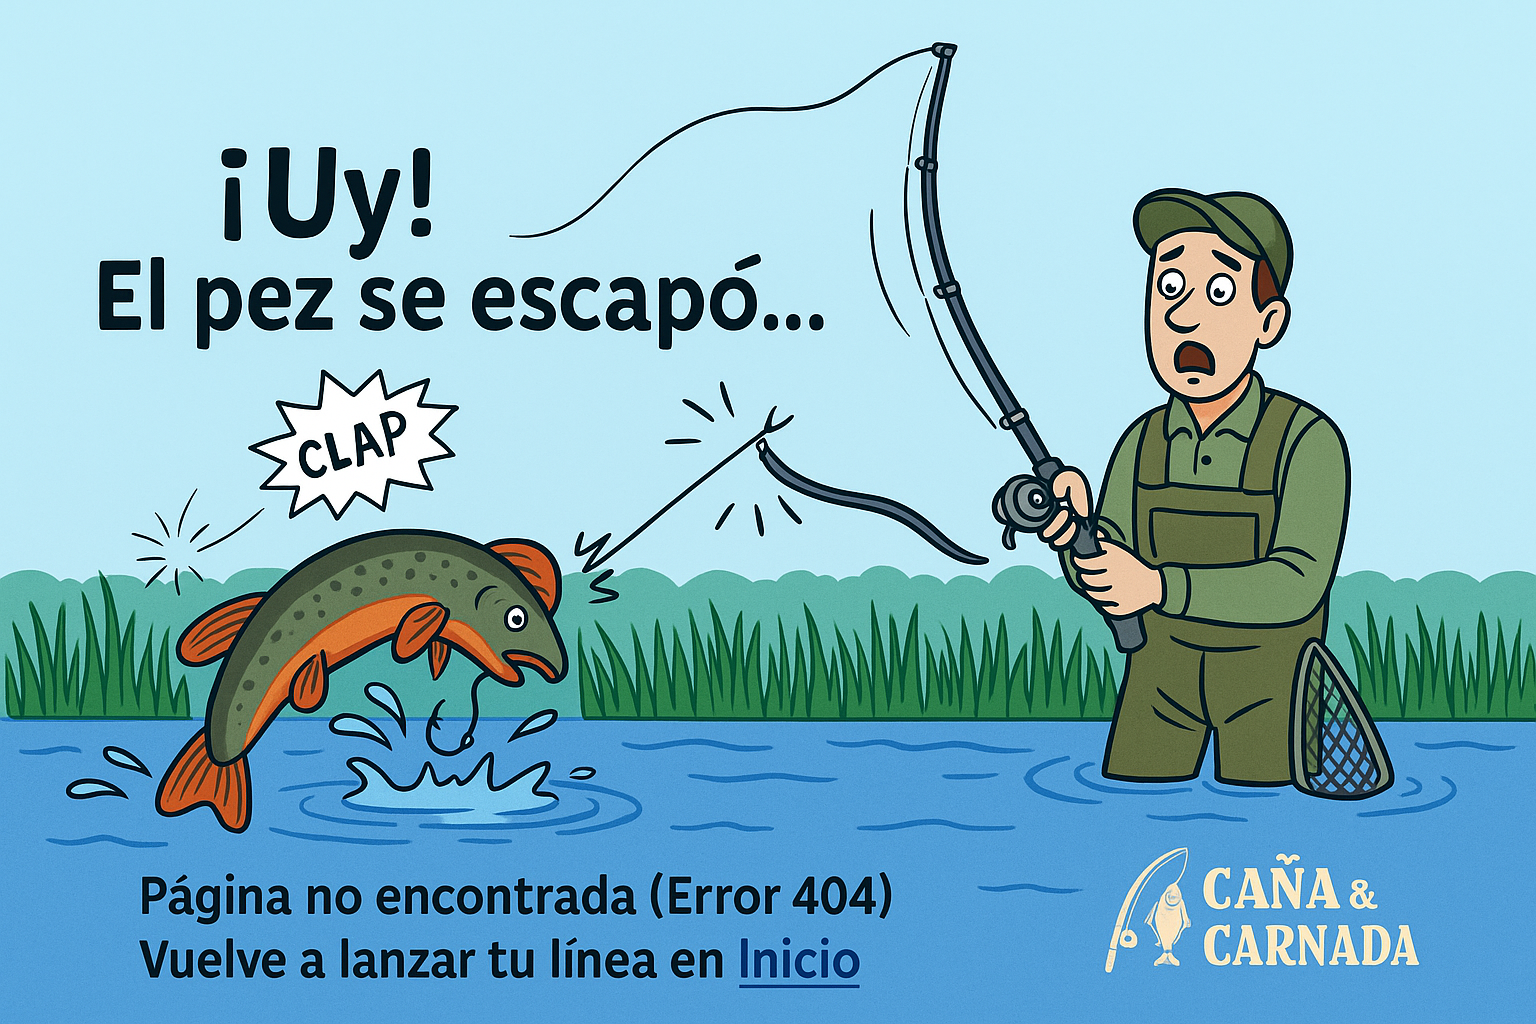 ¡Uy!
El pez se escapó...
CLAP
Página no encontrada (Error 404)
Vuelve a lanzar tu línea en Inicio
CAÑA &
CARNADA